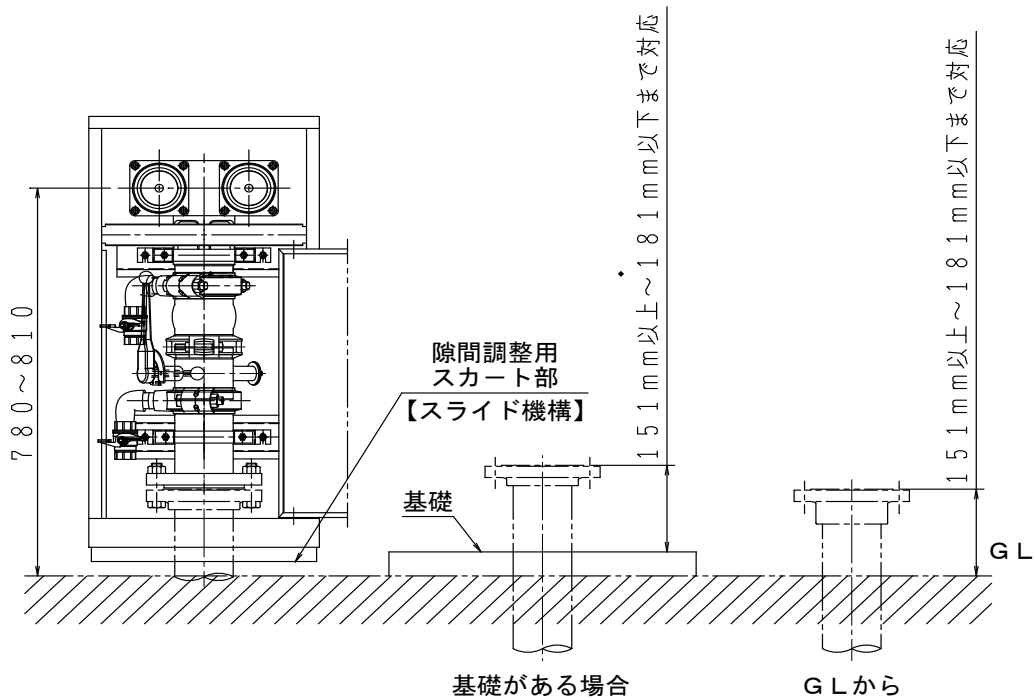 780~810
隙間調整用
スカート部
【スライド機構】
基礎
151mm以上~181mm以下まで対応
151mm以上~181mm以下まで対応
GL
基礎がある場合
GLから